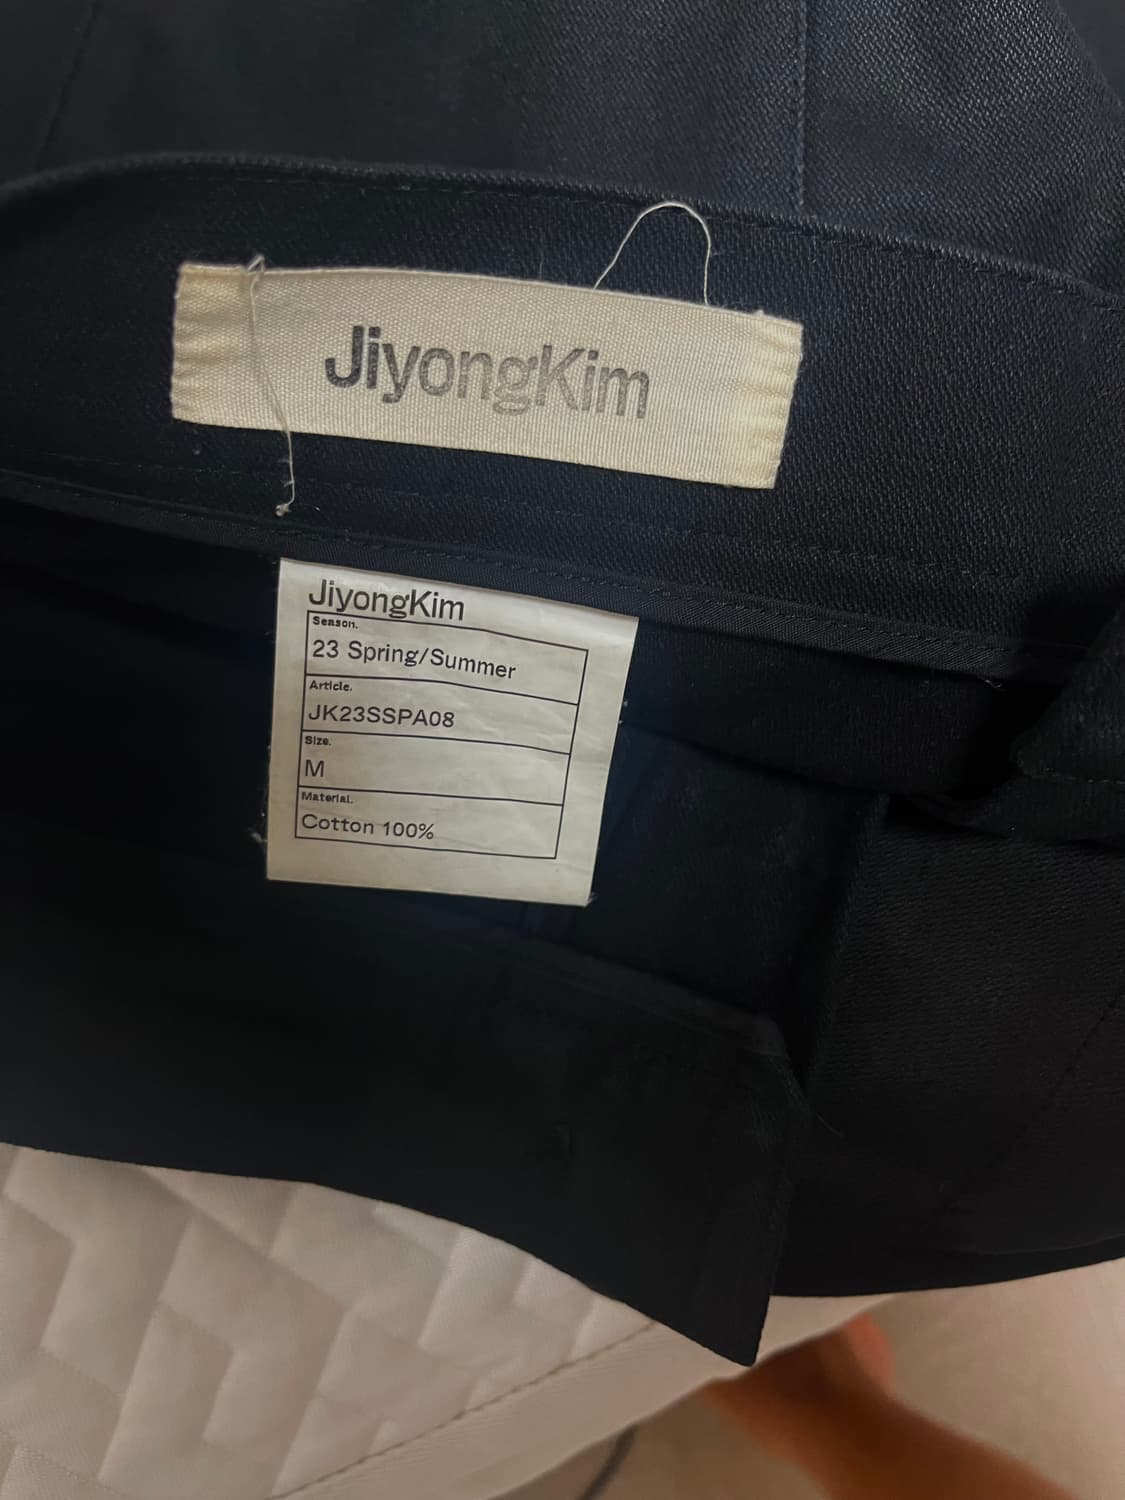 JiyongKim
JiyongKim
Season.
23 Spring/Summer
Article.
JK23SSPA08
Size.
M
Material.
Cotton 100%